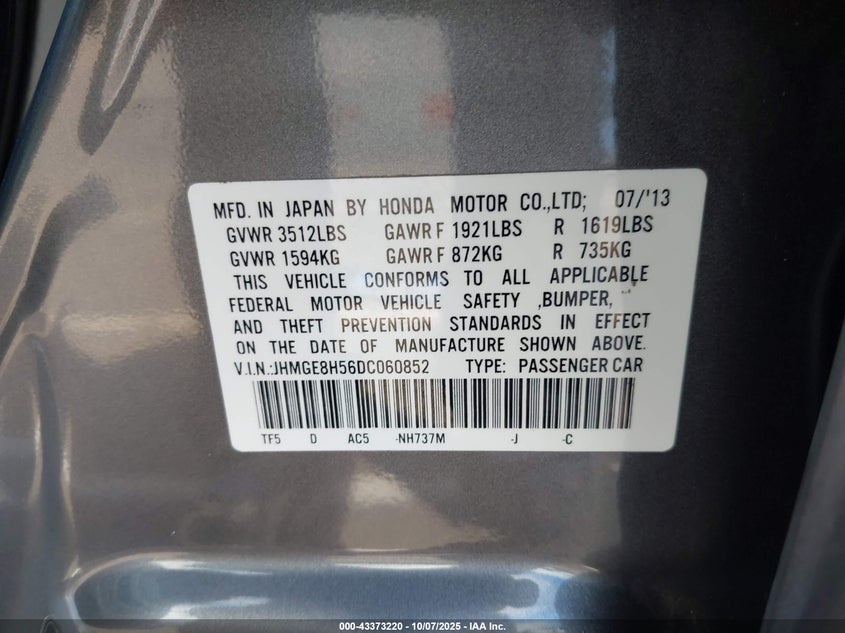 MFD. IN JAPAN BY HONDA MOTOR CO.,LTD; 07/'13
GVWR 3512LBS GAWR F 1921LBS R 1619LBS
GVWR 1594KG GAWR F 872KG R 735KG
THIS VEHICLE CONFORMS TO ALL APPLICABLE
FEDERAL MOTOR VEHICLE SAFETY ,BUMPER,
AND THEFT PREVENTION STANDARDS IN EFFECT
ON THE DATE OF MANUFACTURE SHOWN ABOVE.
V.I.N.:JHMGE8H56DC060852 TYPE: PASSENGER CAR
TF5 D AC5 -NH737M -J -C
000-43373220 - 10/07/2025 - IAA Inc.